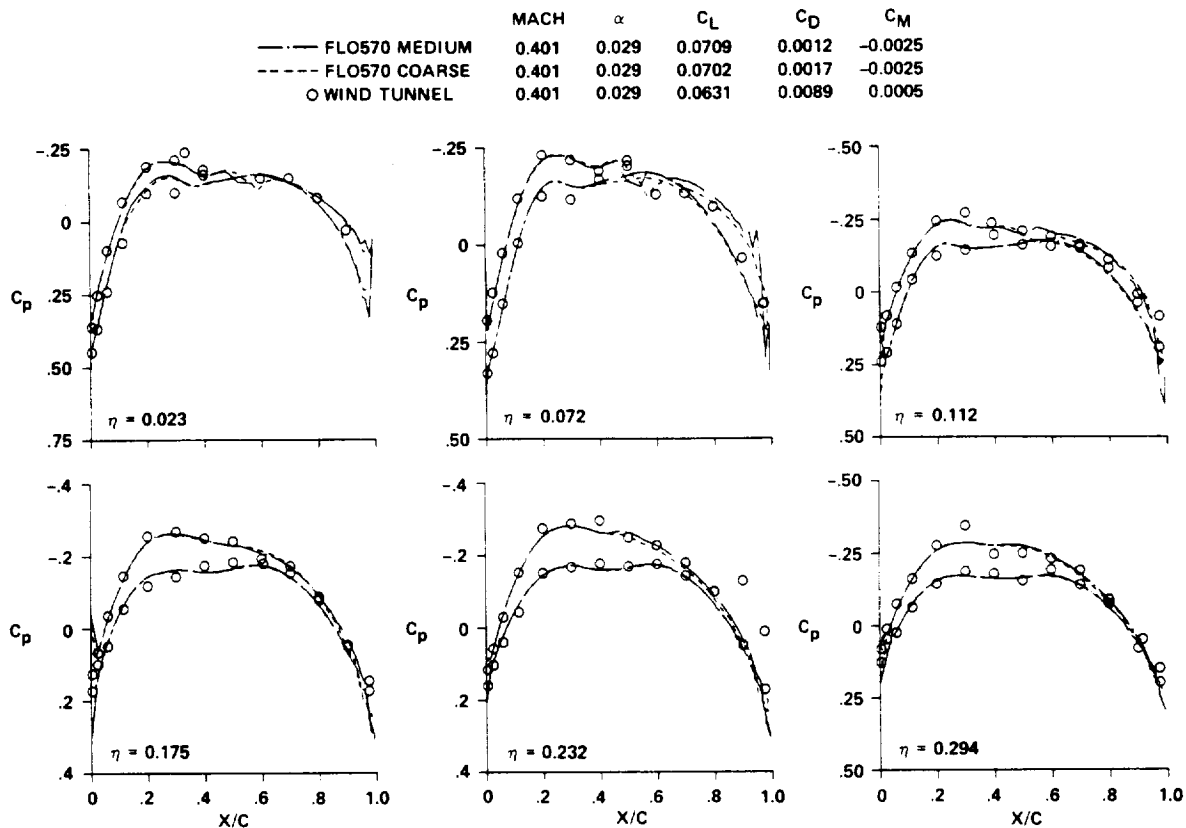 MACH α C_L C_D C_M
FLO570 MEDIUM 0.401 0.029 0.0709 0.0012 -0.0025
FLO570 COARSE 0.401 0.029 0.0702 0.0017 -0.0025
WIND TUNNEL 0.401 0.029 0.0631 0.0089 0.0005
-.25
0
.25
.50
.75
C_p
η = 0.023
-.25
0
.25
.50
C_p
η = 0.072
-.50
-.25
0
.25
.50
C_p
η = 0.112
-.4
-.2
0
.2
.4
C_p
η = 0.175
0 .2 .4 .6 .8 1.0
X/C
-.4
-.2
0
.2
.4
C_p
η = 0.232
0 .2 .4 .6 .8 1.0
X/C
-.50
-.25
0
.25
.50
C_p
η = 0.294
0 .2 .4 .6 .8 1.0
X/C